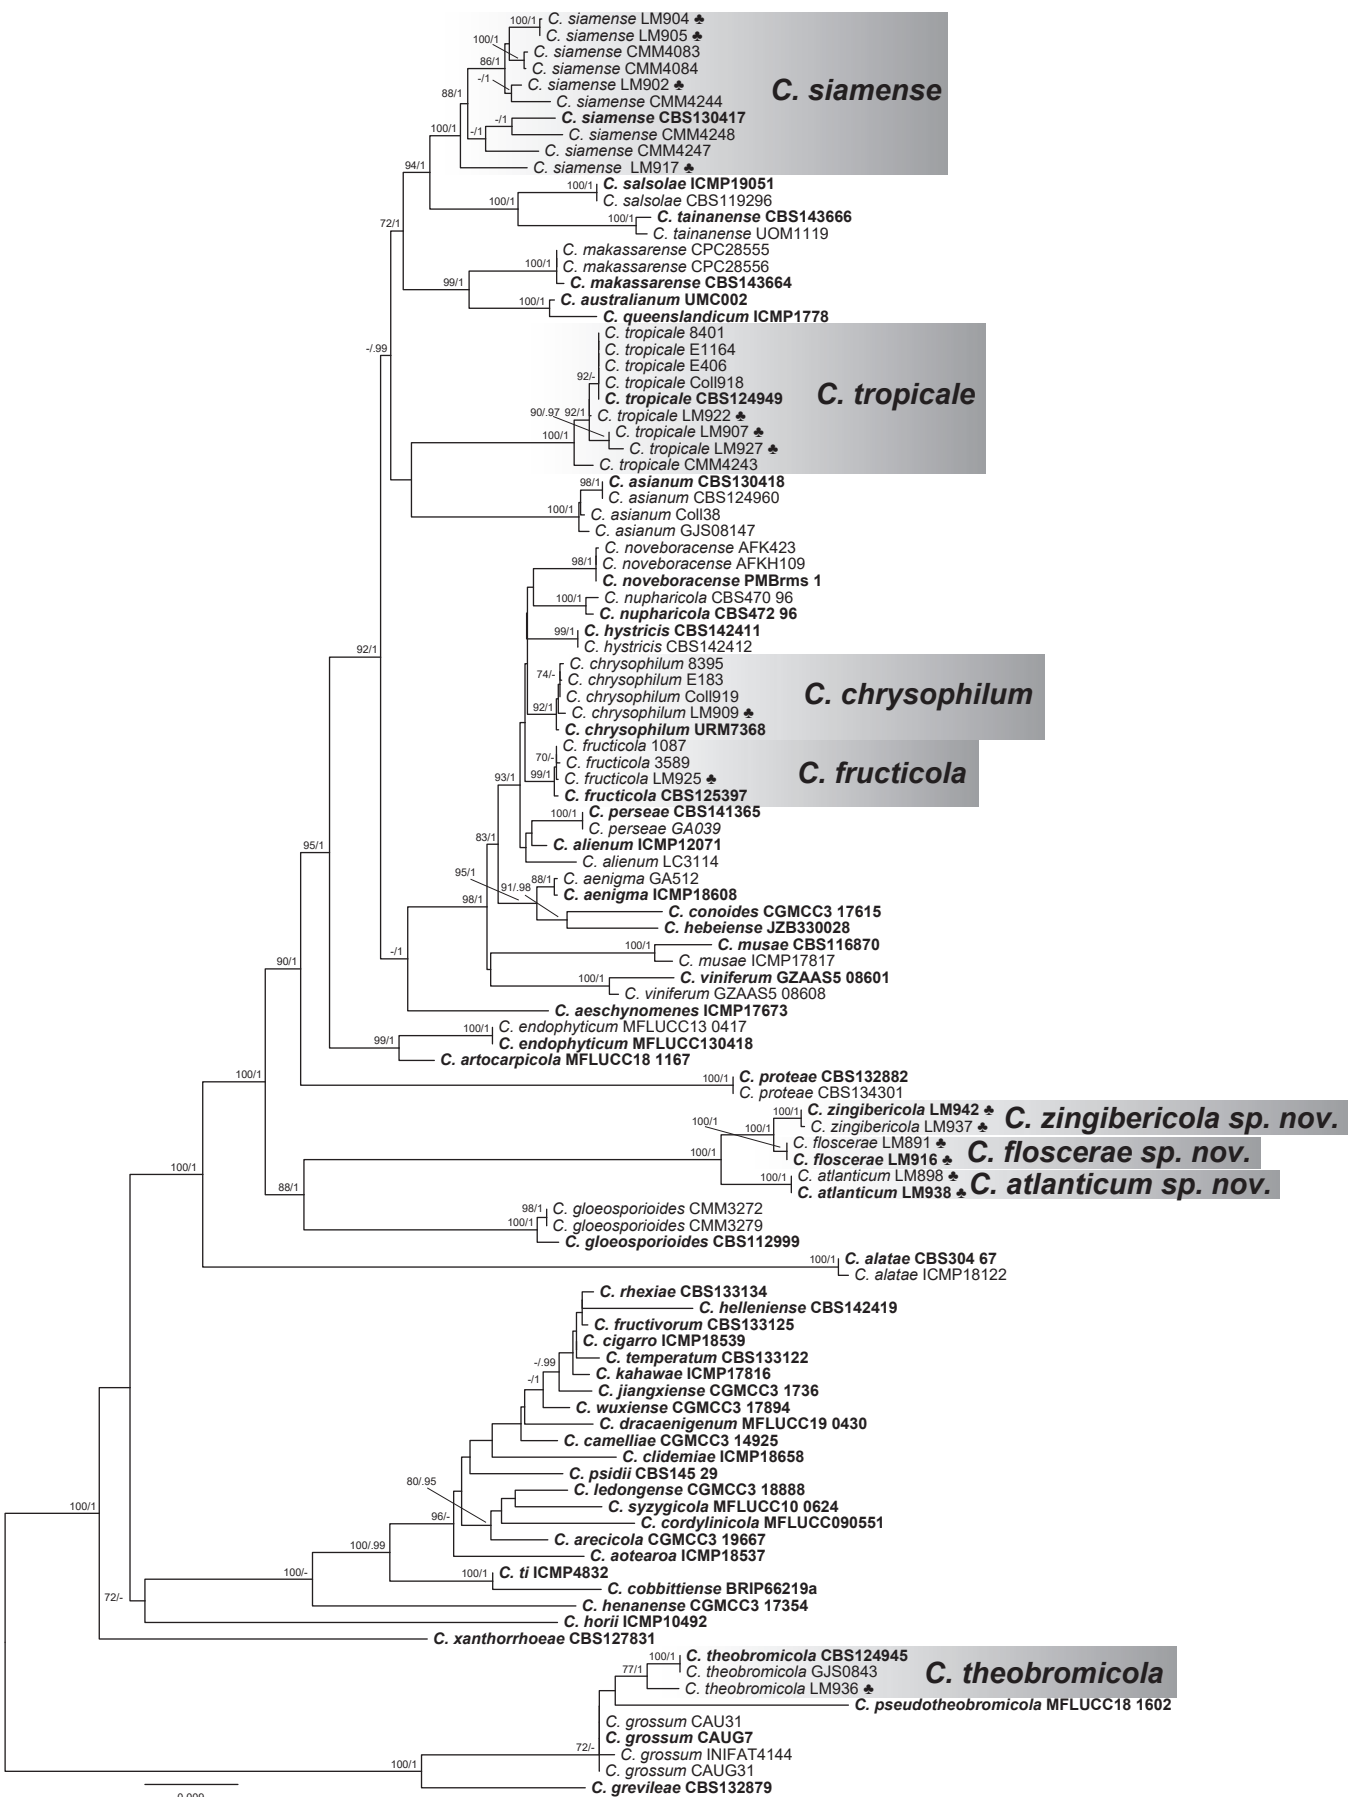 100/1 C. siamense LM904 ♣
C. siamense LM905 ♣
100/1 C. siamense CMM4083
86/1 C. siamense CMM4084
-/1 C. siamense LM902 ♣
C. siamense
88/1 C. siamense CMM4244
-/1 C. siamense CBS130417
100/1 -/1 C. siamense CMM4248
C. siamense CMM4247
94/1 C. siamense LM917 ♣
100/1 C. salsolae ICMP19051
100/1 C. salsolae CBS119296
72/1 100/1 C. tainanense CBS143666
C. tainanense UOM1119
C. makassarense CPC28555
100/1 C. makassarense CPC28556
99/1 C. makassarense CBS143664
100/1 C. australianum UMC002
C. queenslandicum ICMP1778
C. tropicale 8401
-/.99 C. tropicale E1164
C. tropicale E406
92/- C. tropicale Coll918
C. tropicale
C. tropicale CBS124949
90/.97 92/1 C. tropicale LM922 ♣
100/1 C. tropicale LM907 ♣
C. tropicale LM927 ♣
C. tropicale CMM4243
98/1 C. asianum CBS130418
C. asianum CBS124960
100/1 C. asianum Coll38
C. asianum GJS08147
C. noveboracense AFK423
98/1 C. noveboracense AFKH109
C. noveboracense PMBrms 1
100/1 C. nupharicola CBS470 96
C. nupharicola CBS472 96
99/1 C. hystricis CBS142411
C. hystricis CBS142412
92/1 C. chrysophilum 8395
74/- C. chrysophilum E183
C. chrysophilum
C. chrysophilum Coll919
92/1 C. chrysophilum LM909 ♣
C. chrysophilum URM7368
C. fructicola 1087
70/- C. fructicola 3589
C. fructicola
93/1 99/1 C. fructicola LM925 ♣
C. fructicola CBS125397
100/1 C. perseae CBS141365
C. perseae GA039
83/1 C. alienum ICMP12071
95/1 C. alienum LC3114
95/1 91/.98 88/1 C. aenigma GA512
98/1 C. aenigma ICMP18608
C. conoides CGMCC3 17615
C. hebeiense JZB330028
-/1 100/1 C. musae CBS116870
C. musae ICMP17817
90/1 100/1 C. viniferum GZAAS5 08601
C. viniferum GZAAS5 08608
C. aeschynomenes ICMP17673
100/1 C. endophyticum MFLUCC13 0417
99/1 C. endophyticum MFLUCC130418
C. artocarpicola MFLUCC18 1167
100/1 100/1 C. proteae CBS132882
C. proteae CBS134301
100/1 C. zingibericola LM942 ♣
C. zingibericola sp. nov.
100/1 100/1 C. zingibericola LM937 ♣
C. floscerae LM891 ♣
C. floscerae sp. nov.
100/1 100/1 C. floscerae LM916 ♣
100/1 C. atlanticum LM898 ♣
C. atlanticum sp. nov.
88/1 C. atlanticum LM938 ♣
98/1 C. gloeosporioides CMM3272
100/1 C. gloeosporioides CMM3279
C. gloeosporioides CBS112999
100/1 C. alatae CBS304 67
C. alatae ICMP18122
C. rhexiae CBS133134
C. helleniense CBS142419
C. fructivorum CBS133125
C. cigarro ICMP18539
-/.99 C. temperatum CBS133122
-/1 C. kahawae ICMP17816
C. jiangxiense CGMCC3 1736
C. wuxiense CGMCC3 17894
C. dracaenigenum MFLUCC19 0430
C. camelliae CGMCC3 14925
C. clidemiae ICMP18658
80/.95 C. psidii CBS145 29
C. ledongense CGMCC3 18888
100/1 96/- C. syzygicola MFLUCC10 0624
C. cordylinicola MFLUCC090551
100/.99 C. arecicola CGMCC3 19667
C. aotearoa ICMP18537
100/- 100/1 C. ti ICMP4832
C. cobbittiense BRIP66219a
72/- C. henanense CGMCC3 17354
C. horii ICMP10492
C. xanthorrhoeae CBS127831
100/1 C. theobromicola CBS124945
77/1 C. theobromicola GJS0843
C. theobromicola
C. theobromicola LM936 ♣
C. pseudotheobromicola MFLUCC18 1602
C. grossum CAU31
C. grossum CAUG7
72/- C. grossum INIFAT4144
100/1 C. grossum CAUG31
C. grevileae CBS132879